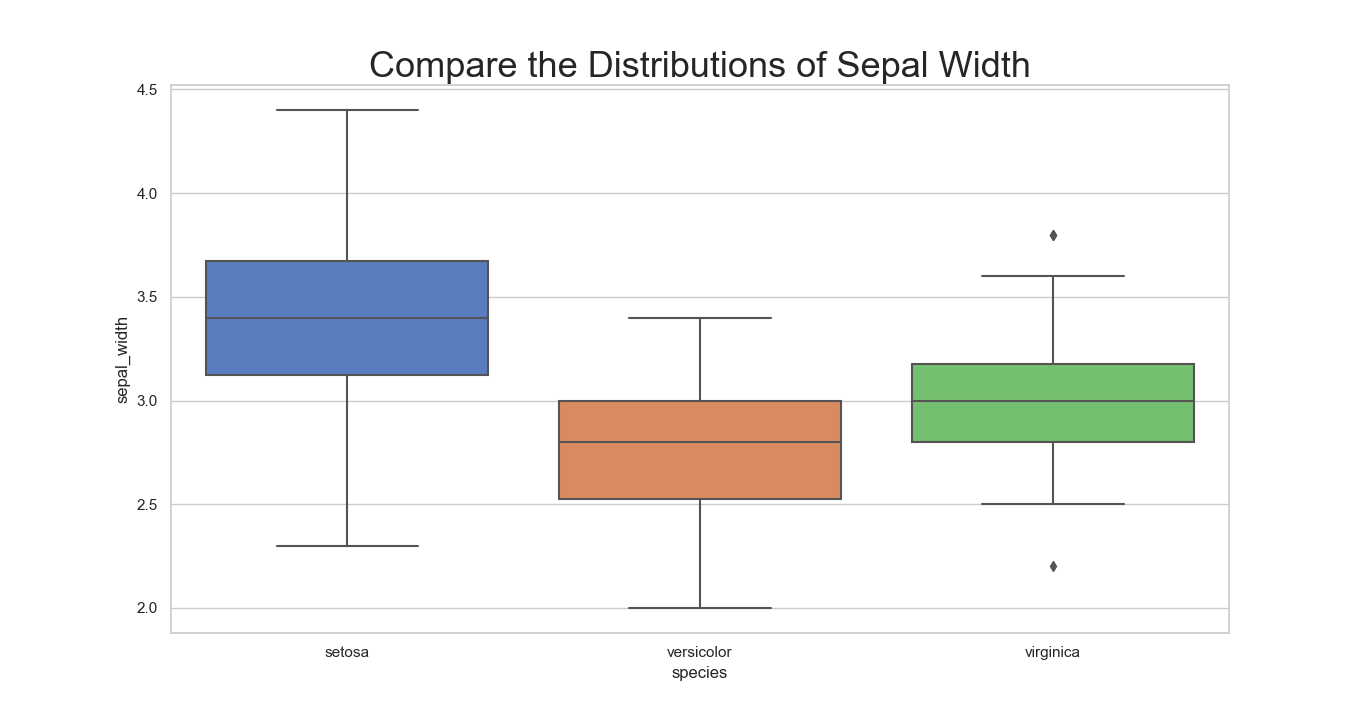 Compare the Distributions of Sepal Width
4.5
4.0
3.5
3.0
2.5
2.0
sepal_width
setosa
versicolor
virginica
species